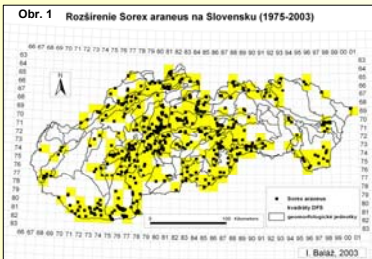 Obr. 1
Rozšírenie Sorex araneus na Slovensku (1975-2003)
66 67 68 69 70 71 72 73 74 75 76 77 78 79 80 81 82 83 84 85 86 87 88 89 90 91 92 93 94 95 96 97 98 99 00 01
N
Sorex araneus
kvadráty DFS
geomorfologické jednotky
0
100 Kilometers
66 67 68 69 70 71 72 73 74 75 76 77 78 79 80 81 82 83 84 85 86 87 88 89 90 91 92 93 94 95 96 97 98 99 00 01
I. Baláž, 2003